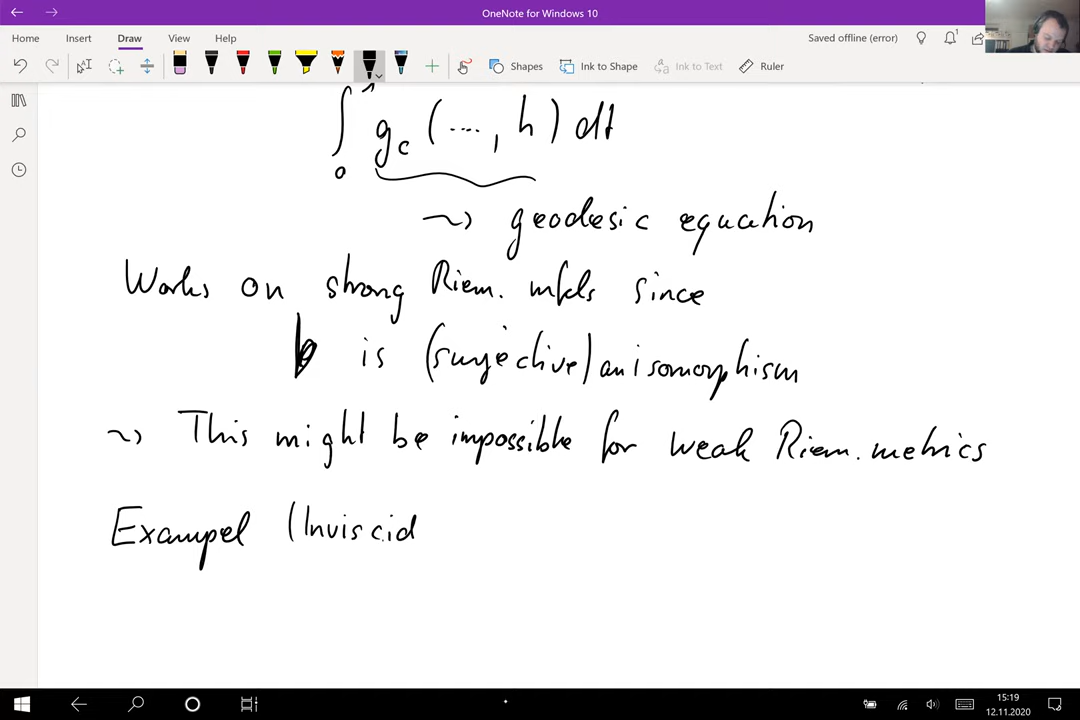 OneNote for Windows 10
Home Insert Draw View Help
Saved offline (error)
Shapes Ink to Shape Ink to Text Ruler
∫ g_c (...., h) dt
0
~> geodesic equation
Works on strong Riem. mfds since
♭ is (surjective) an isomorphism
~> This might be impossible for weak Riem. metrics
Exampel (Inviscid
15:19
12.11.2020